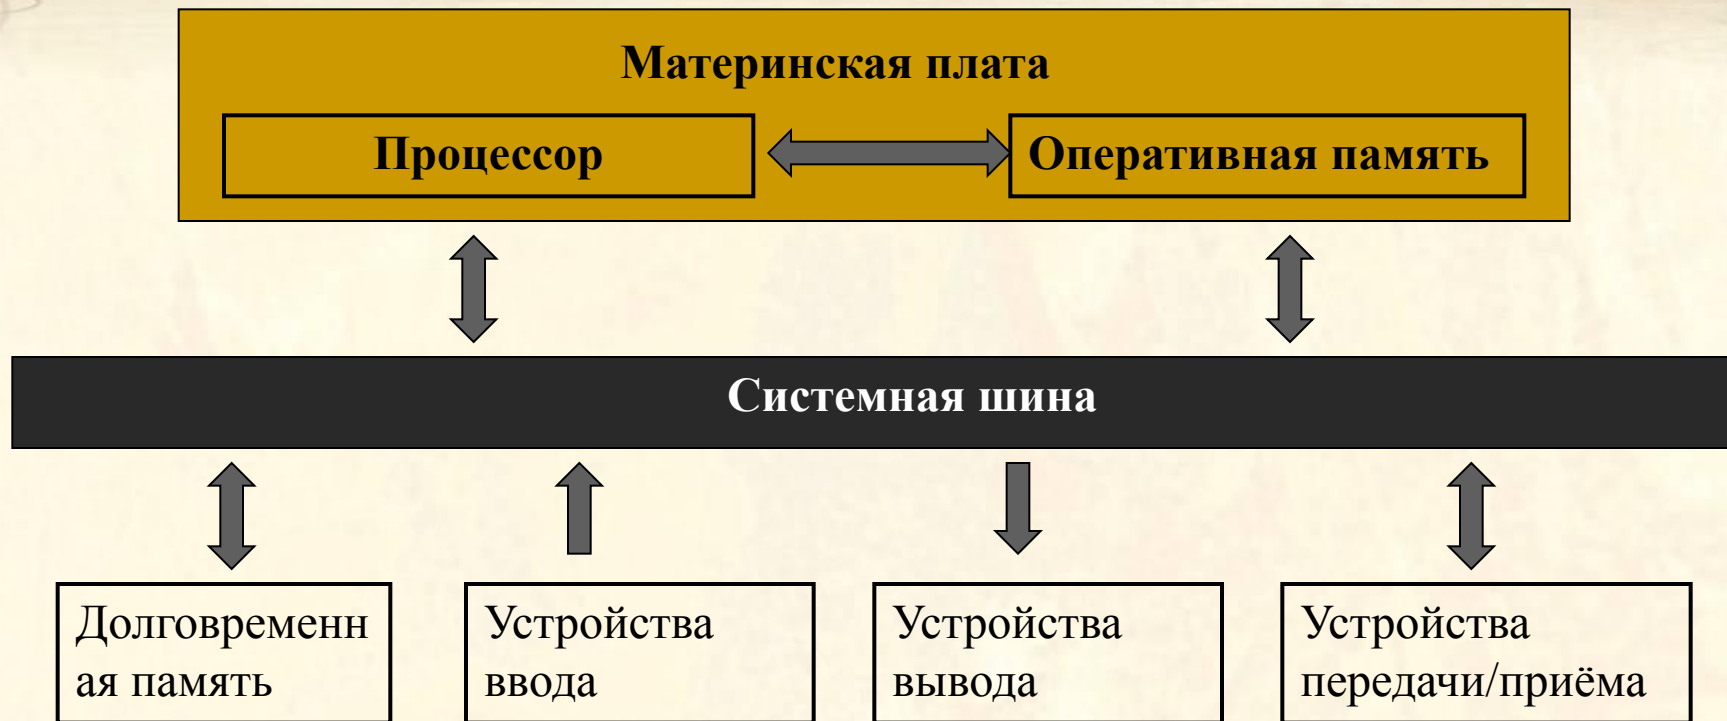 Материнская плата
Процессор
Оперативная память
Системная шина
Долговременн
ая память
Устройства
ввода
Устройства
вывода
Устройства
передачи/приёма